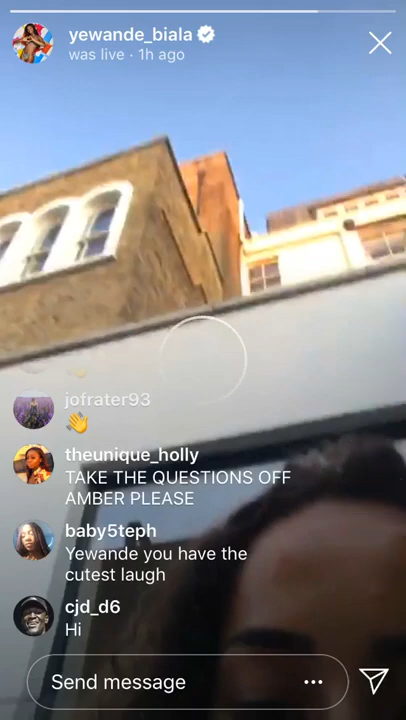 yewande_biala
was live · 1h ago
jofrater93
👋
theunique_holly
TAKE THE QUESTIONS OFF
AMBER PLEASE
baby5teph
Yewande you have the
cutest laugh
cjd_d6
Hi
Send message